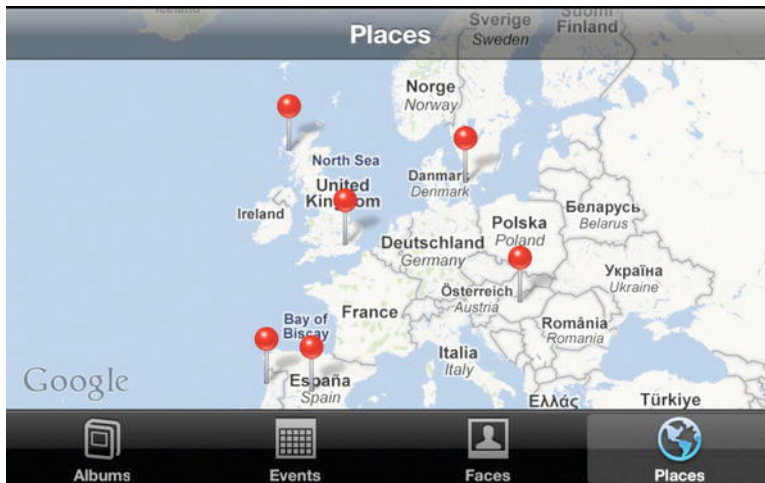 Iceland
Places
Sverige
Sweden
Suomi
Finland
Norge
Norway
North Sea
Danmark
Denmark
United
Kingdom
Ireland
Беларусь
Belarus
Polska
Poland
Deutschland
Germany
Україна
Ukraine
Österreich
Austria
France
Bay of
Biscay
România
Romania
Italia
Italy
Google
España
Spain
Ελλάς
Türkiye
Albums
Events
Faces
Places